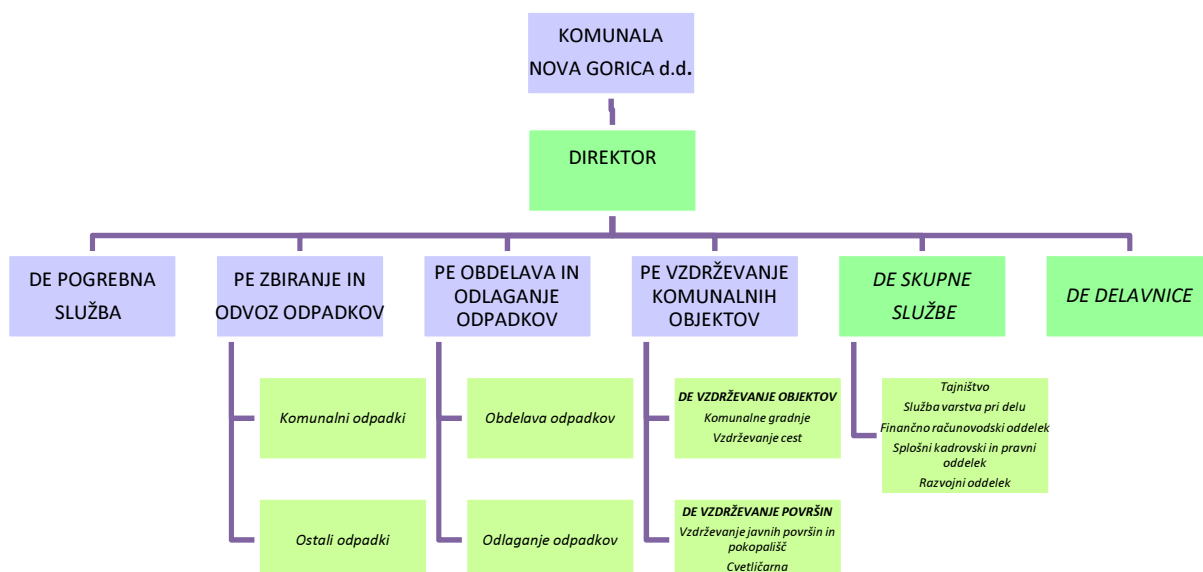 KOMUNALA
NOVA GORICA d.d.
DIREKTOR
DE POGREBNA
SLUŽBA
PE ZBIRANJE IN
ODVOZ ODPADKOV
PE OBDELAVA IN
ODLAGANJE
ODPADKOV
PE VZDRŽEVANJE
KOMUNALNIH
OBJEKTOV
DE SKUPNE
SLUŽBE
DE DELAVNICE
Komunalni odpadki
Ostali odpadki
Obdelava odpadkov
Odlaganje odpadkov
DE VZDRŽEVANJE OBJEKTOV
Komunalne gradnje
Vzdrževanje cest
DE VZDRŽEVANJE POVRŠIN
Vzdrževanje javnih površin in
pokopališč
Cvetličarna
Tajništvo
Služba varstva pri delu
Finančno računovodski oddelek
Splošni kadrovski in pravni
oddelek
Razvojni oddelek